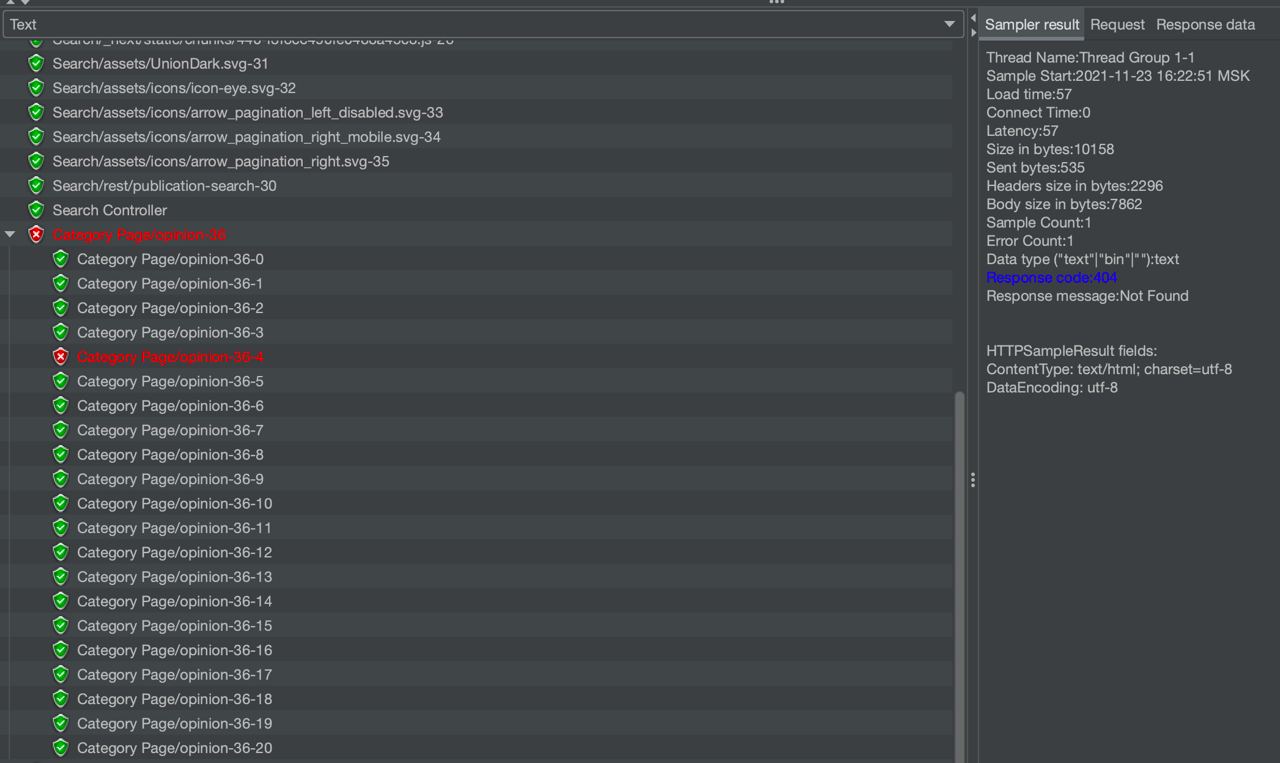 Text
Search/assets/UnionDark.svg-31
Search/assets/icons/icon-eye.svg-32
Search/assets/icons/arrow_pagination_left_disabled.svg-33
Search/assets/icons/arrow_pagination_right_mobile.svg-34
Search/assets/icons/arrow_pagination_right.svg-35
Search/rest/publication-search-30
Search Controller
Category Page/opinion-36
Category Page/opinion-36-0
Category Page/opinion-36-1
Category Page/opinion-36-2
Category Page/opinion-36-3
Category Page/opinion-36-4
Category Page/opinion-36-5
Category Page/opinion-36-6
Category Page/opinion-36-7
Category Page/opinion-36-8
Category Page/opinion-36-9
Category Page/opinion-36-10
Category Page/opinion-36-11
Category Page/opinion-36-12
Category Page/opinion-36-13
Category Page/opinion-36-14
Category Page/opinion-36-15
Category Page/opinion-36-16
Category Page/opinion-36-17
Category Page/opinion-36-18
Category Page/opinion-36-19
Category Page/opinion-36-20
Sampler result Request Response data
Thread Name:Thread Group 1-1
Sample Start:2021-11-23 16:22:51 MSK
Load time:57
Connect Time:0
Latency:57
Size in bytes:10158
Sent bytes:535
Headers size in bytes:2296
Body size in bytes:7862
Sample Count:1
Error Count:1
Data type ("text"|"bin"|""):text
Response code:404
Response message:Not Found
HTTPSampleResult fields:
ContentType: text/html; charset=utf-8
DataEncoding: utf-8